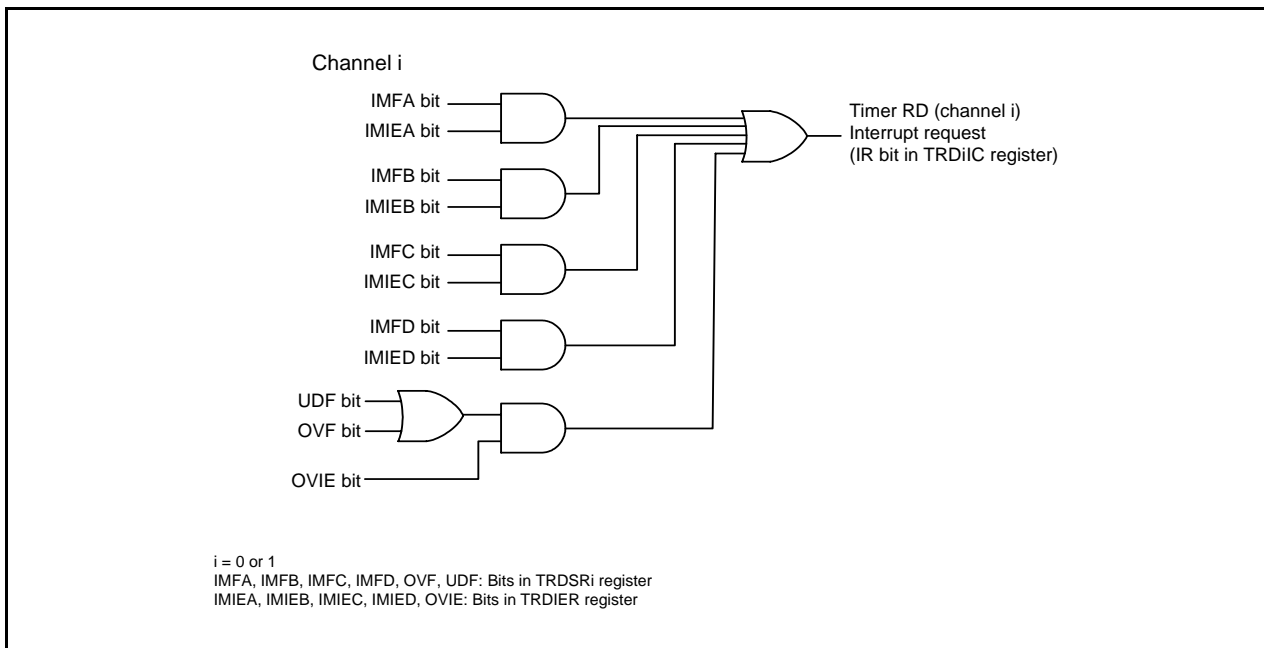 Channel i
IMFA bit
IMIEA bit
IMFB bit
IMIEB bit
IMFC bit
IMIEC bit
IMFD bit
IMIED bit
UDF bit
OVF bit
OVIE bit
Timer RD (channel i)
Interrupt request
(IR bit in TRDiIC register)
i = 0 or 1
IMFA, IMFB, IMFC, IMFD, OVF, UDF: Bits in TRDSRi register
IMIEA, IMIEB, IMIEC, IMIED, OVIE: Bits in TRDIER register